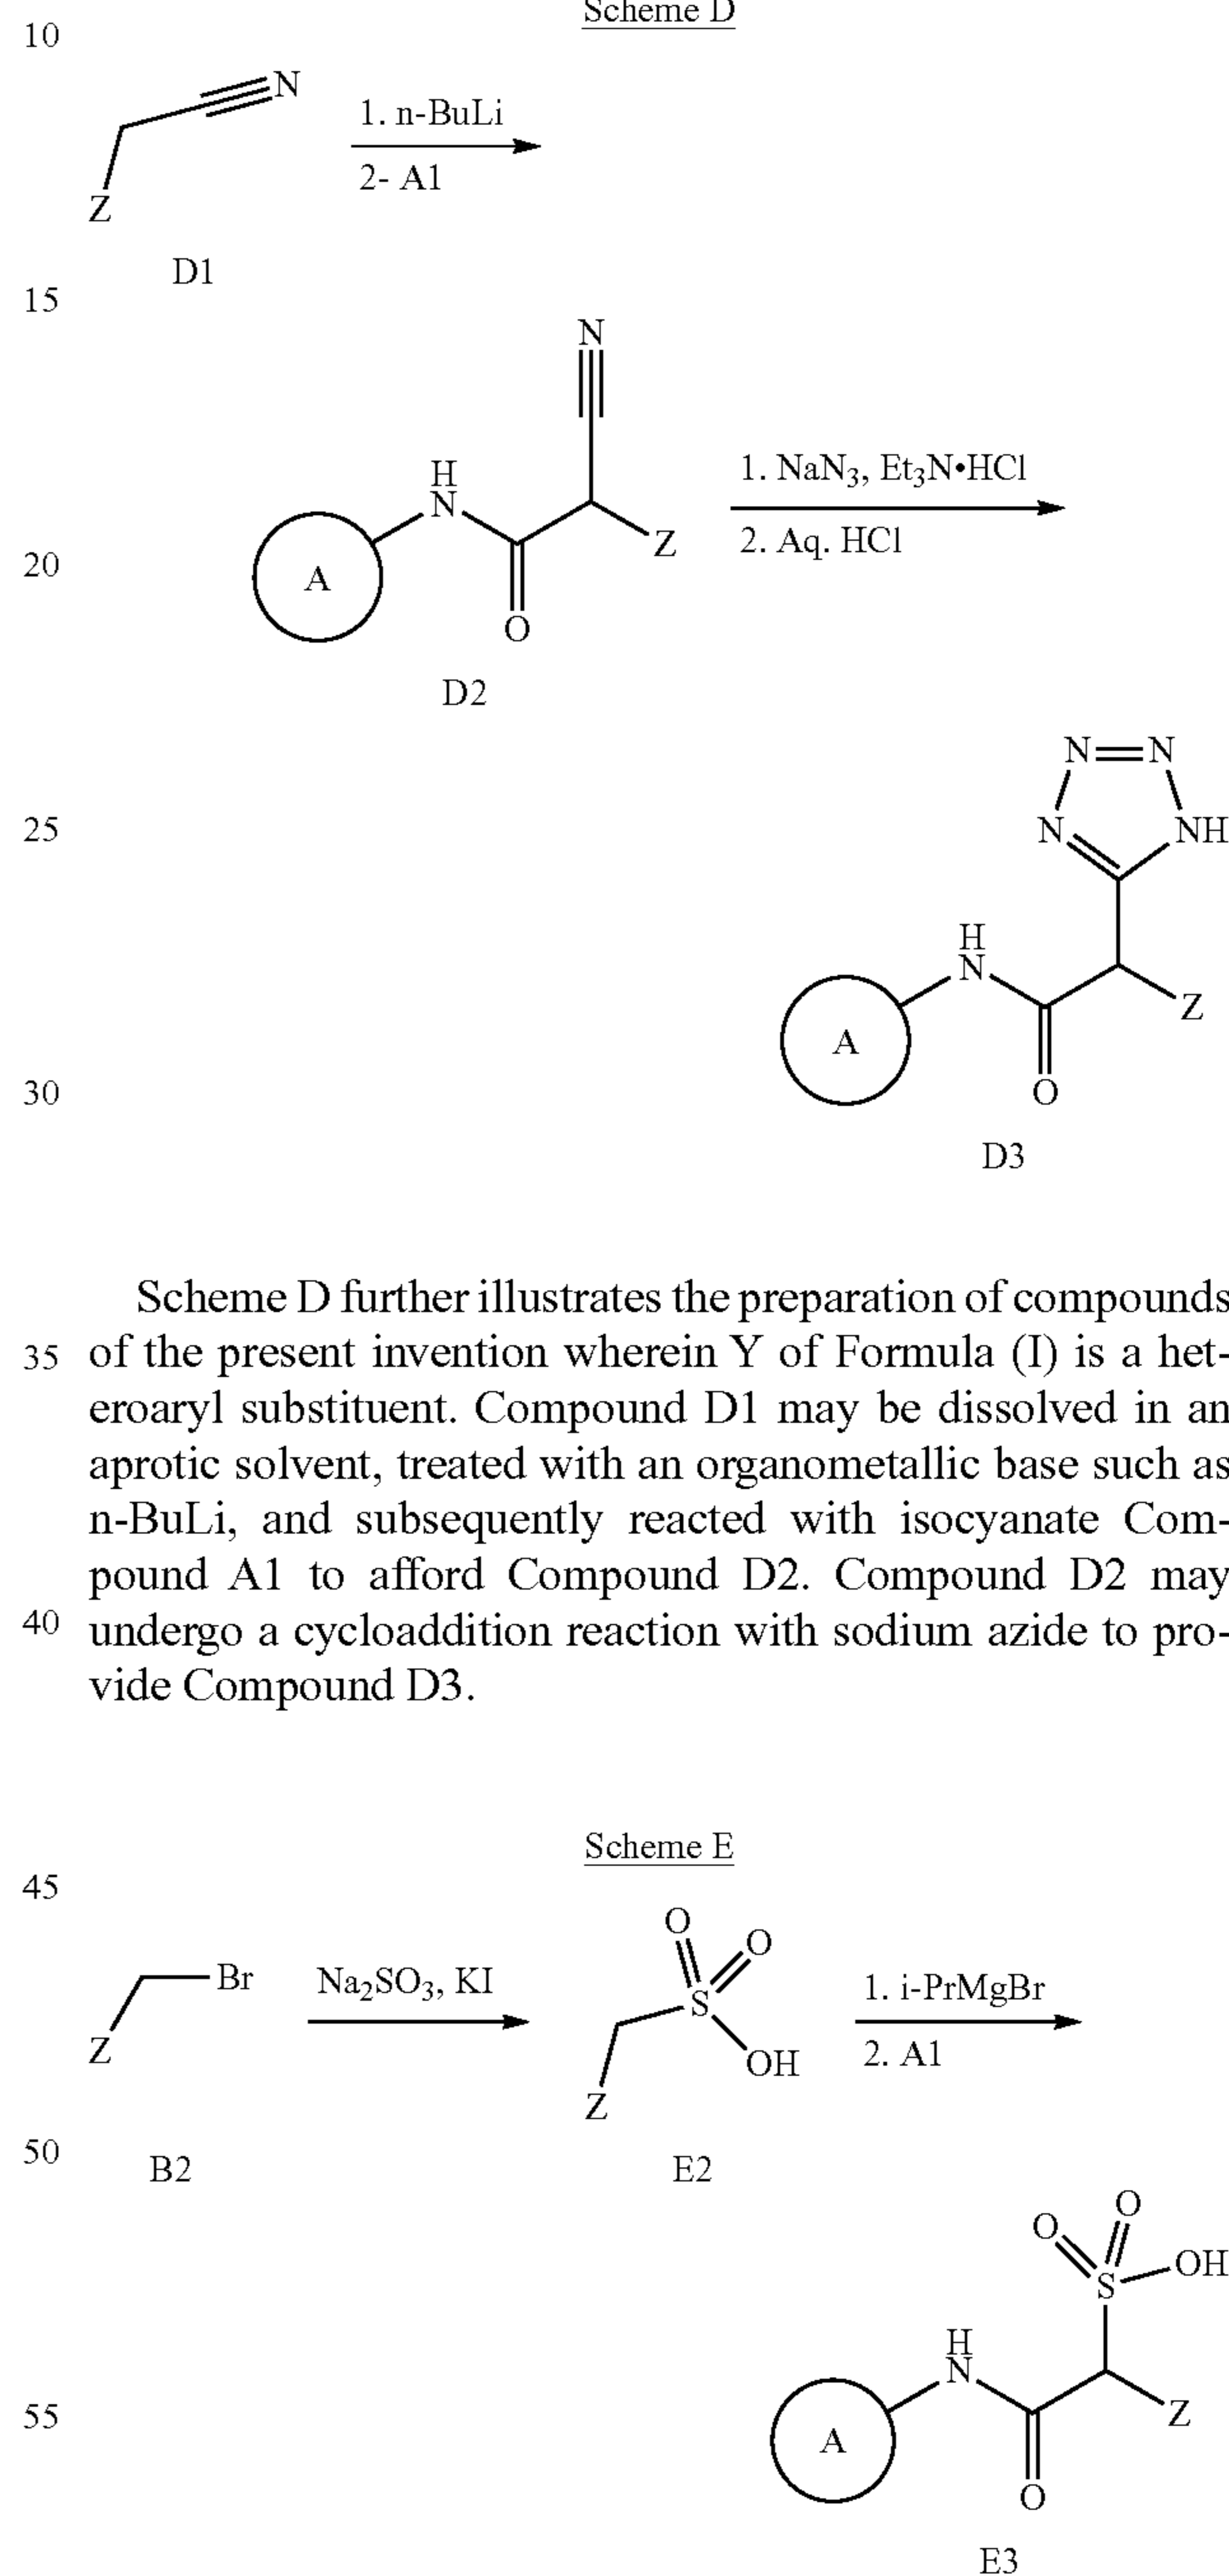 Scheme D
10
N
1. n-BuLi
2- A1
Z
D1
15
N
H
N
1. NaN₃, Et₃N•HCl
2. Aq. HCl
Z
20
A
O
D2
N N
25
N NH
H
N
Z
A
30
O
D3
Scheme D further illustrates the preparation of compounds
35 of the present invention wherein Y of Formula (I) is a het-
eroaryl substituent. Compound D1 may be dissolved in an
aprotic solvent, treated with an organometallic base such as
n-BuLi, and subsequently reacted with isocyanate Com-
pound A1 to afford Compound D2. Compound D2 may
40 undergo a cycloaddition reaction with sodium azide to pro-
vide Compound D3.
Scheme E
45
O
O
Br
Na₂SO₃, KI
S
1. i-PrMgBr
2. A1
Z
OH
Z
50
B2
E2
O
O
OH
S
H
N
55
Z
A
O
E3